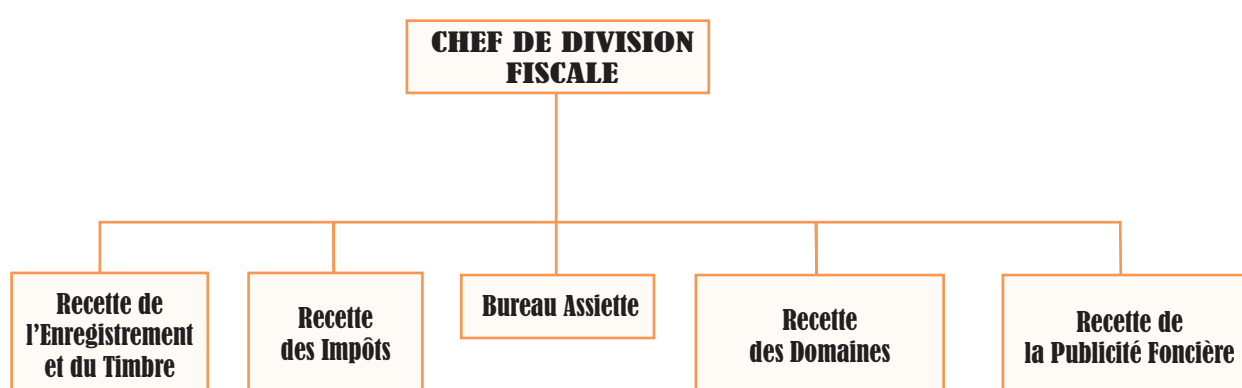 CHEF DE DIVISION
FISCALE
Recette de
l’Enregistrement
et du Timbre
Recette
des Impôts
Bureau Assiette
Recette
des Domaines
Recette de
la Publicité Foncière